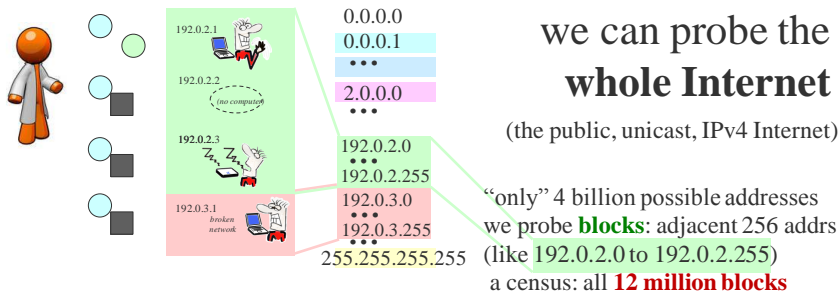 192.0.2.1
192.0.2.2
(no computer)
192.0.2.3
192.0.3.1
broken
network
0.0.0.0
0.0.0.1
•••
2.0.0.0
•••
192.0.2.0
•••
192.0.2.255
192.0.3.0
•••
192.0.3.255
•••
255.255.255.255
we can probe the
whole Internet
(the public, unicast, IPv4 Internet)
“only” 4 billion possible addresses
we probe blocks: adjacent 256 addrs
(like 192.0.2.0 to 192.0.2.255)
a census: all 12 million blocks